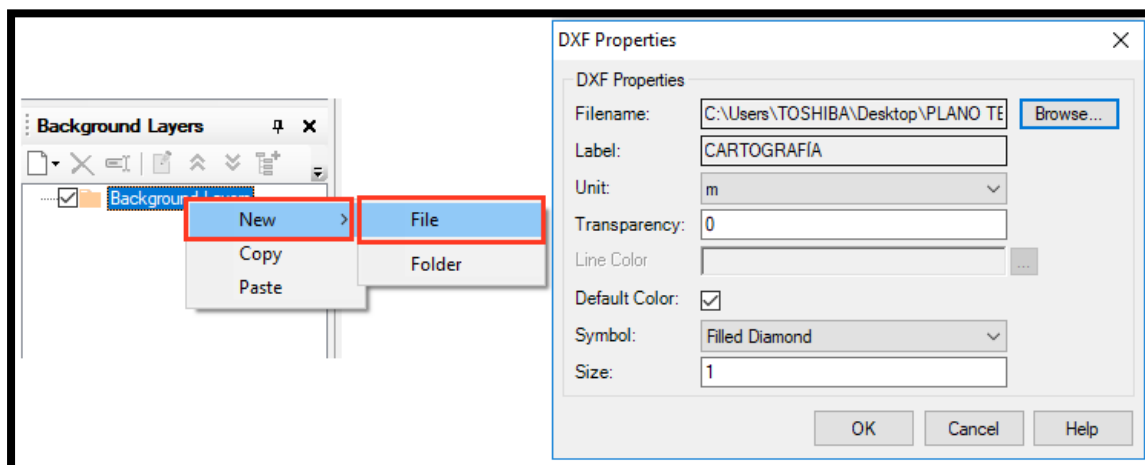 Background Layers
Background Layers
New
File
Copy
Folder
Paste
DXF Properties
DXF Properties
Filename: C:\Users\TOSHIBA\Desktop\PLANO TE Browse...
Label: CARTOGRAFÍA
Unit: m
Transparency: 0
Line Color ...
Default Color:
Symbol: Filled Diamond
Size: 1
OK Cancel Help